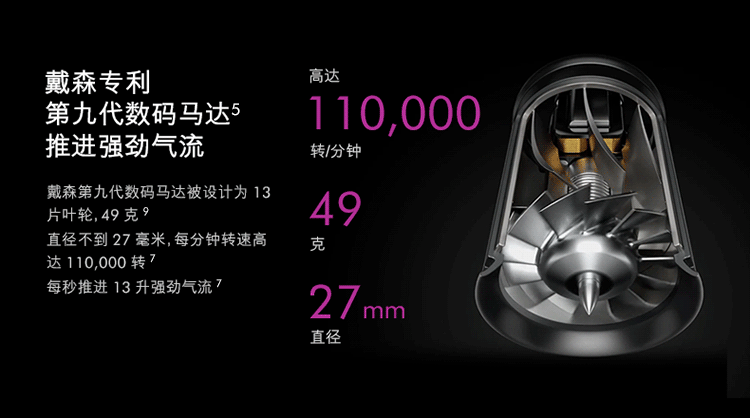 戴森专利
第九代数码马达5
推进强劲气流
戴森第九代数码马达被设计为 13
片叶轮, 49 克 9
直径不到 27 毫米, 每分钟转速高
达 110,000 转 7
每秒推进 13 升强劲气流 7
高达
110,000
转/分钟
49
克
27mm
直径